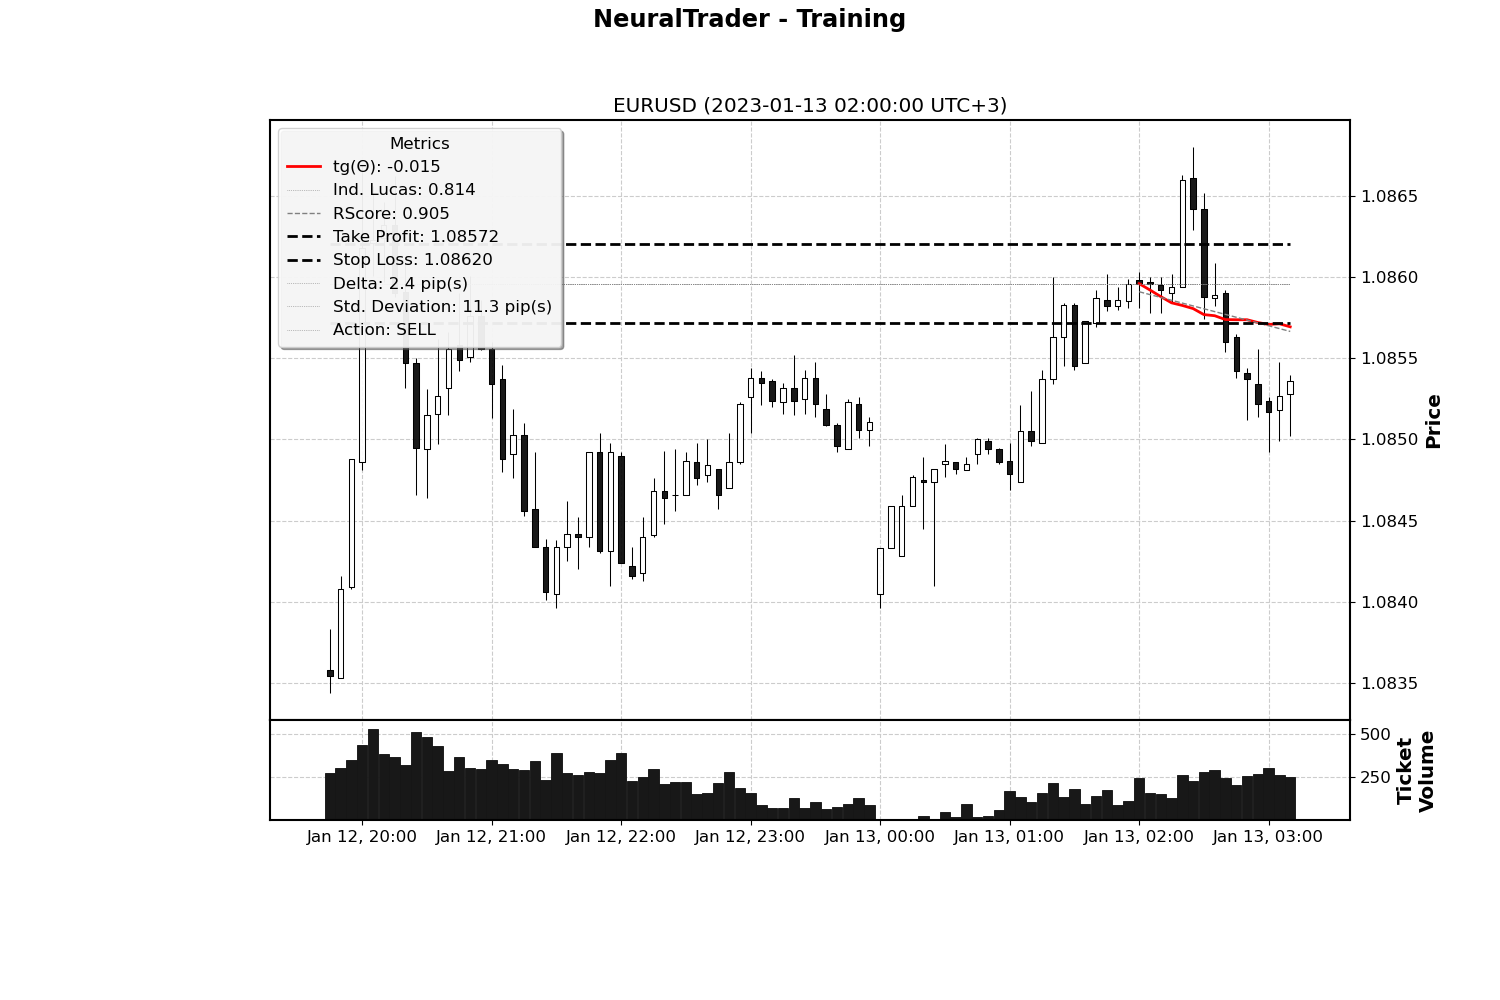 NeuralTrader - Training
EURUSD (2023-01-13 02:00:00 UTC+3)
Metrics
tg(Θ): -0.015
Ind. Lucas: 0.814
RScore: 0.905
Take Profit: 1.08572
Stop Loss: 1.08620
Delta: 2.4 pip(s)
Std. Deviation: 11.3 pip(s)
Action: SELL
1.0865
1.0860
1.0855
1.0850
1.0845
1.0840
1.0835
Price
500
250
Ticket
Volume
Jan 12, 20:00 Jan 12, 21:00 Jan 12, 22:00 Jan 12, 23:00 Jan 13, 00:00 Jan 13, 01:00 Jan 13, 02:00 Jan 13, 03:00